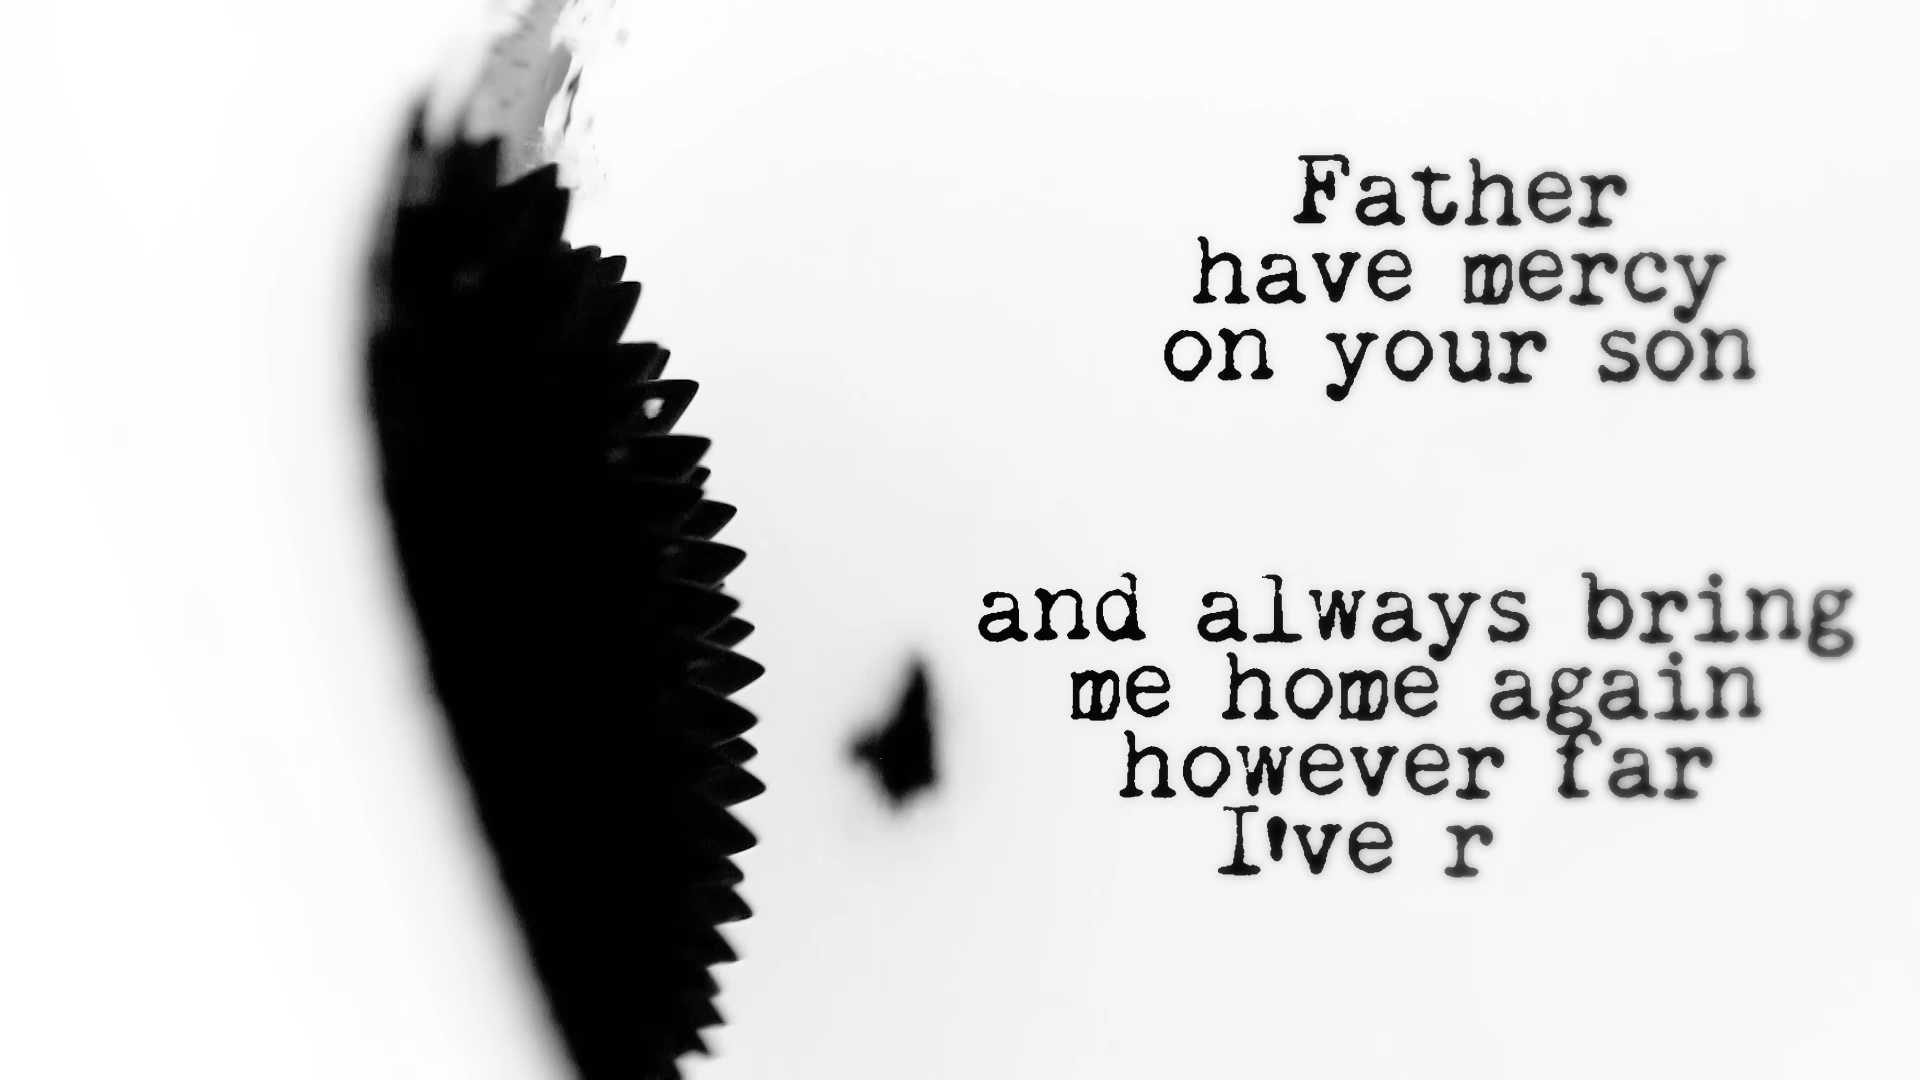 Father
have mercy
on your son
and always bring
me home again
however far
I've r